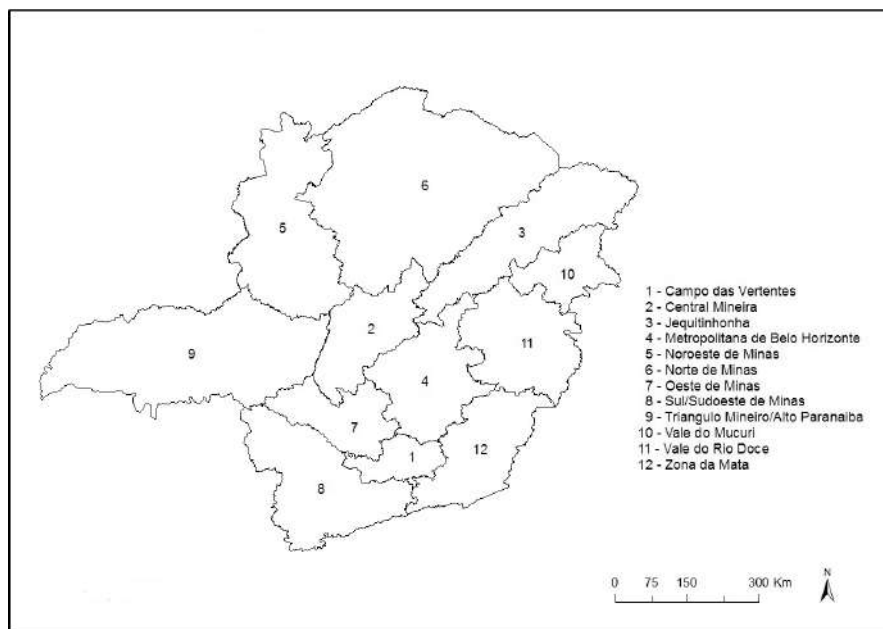 6
5
3
10
2
9
11
4
7
12
1
8
1 - Campo das Vertentes
2 - Central Mineira
3 - Jequitinhonha
4 - Metropolitana de Belo Horizonte
5 - Noroeste de Minas
6 - Norte de Minas
7 - Oeste de Minas
8 - Sul/Sudoeste de Minas
9 - Triangulo Mineiro/Alto Paranaiba
10 - Vale do Mucuri
11 - Vale do Rio Doce
12 - Zona da Mata
0 75 150 300 Km
N